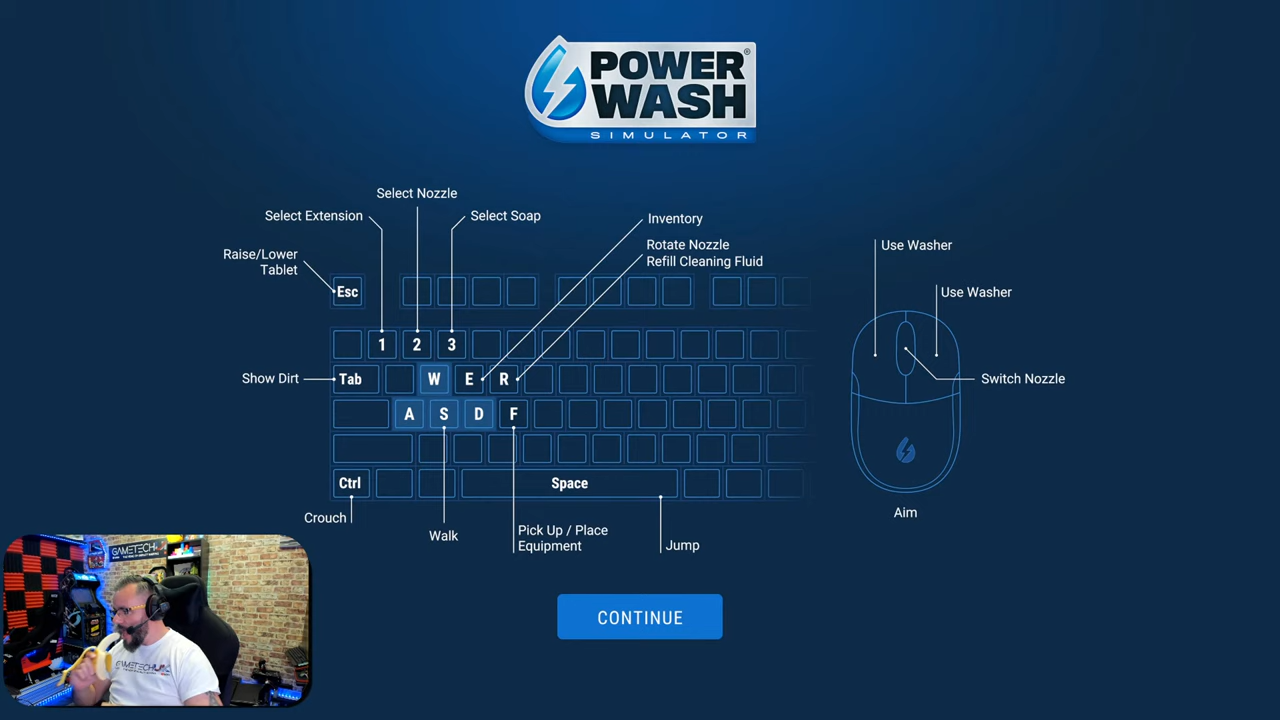 POWER®
WASH
SIMULATOR
Select Nozzle
Select Extension
Select Soap
Inventory
Raise/Lower
Tablet
Rotate Nozzle
Refill Cleaning Fluid
Use Washer
Use Washer
Esc
1
2
3
Show Dirt
Tab
W
E
R
Switch Nozzle
A
S
D
F
Ctrl
Space
Crouch
Walk
Pick Up / Place
Equipment
Jump
Aim
CONTINUE
GAMETECH
GAMETECHUK